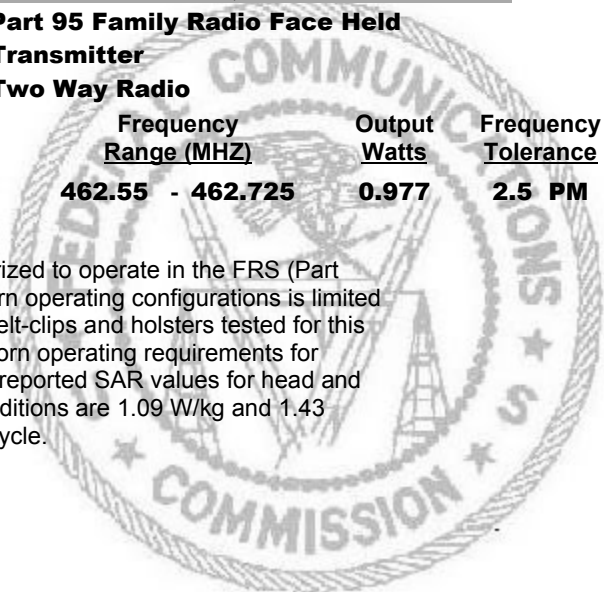 Part 95 Family Radio Face Held
Transmitter
Two Way Radio
Frequency Output Frequency
Range (MHZ) Watts Tolerance
462.55 - 462.725 0.977 2.5 PM
rized to operate in the FRS (Part
rn operating configurations is limited
elt-clips and holsters tested for this
orn operating requirements for
reported SAR values for head and
ditions are 1.09 W/kg and 1.43
ycle.
FEDERAL COMMUNICATIONS
COMMISSION